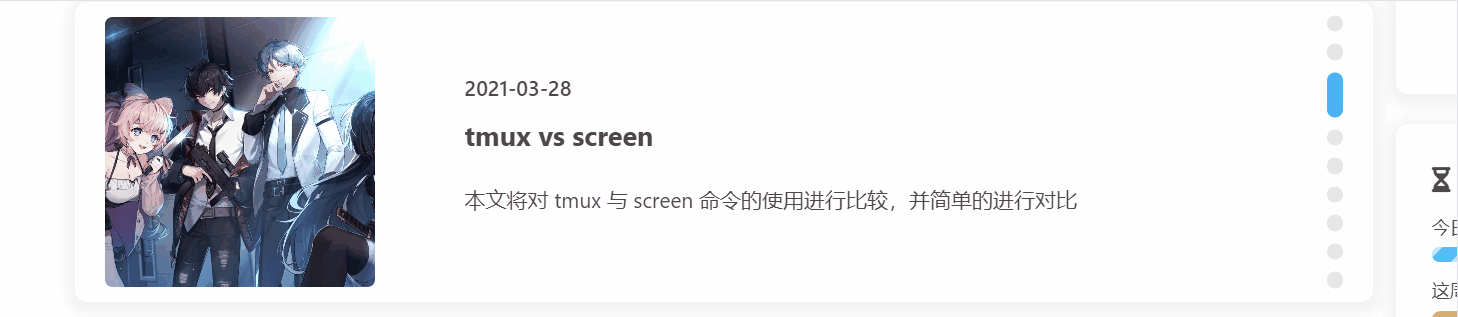 2021-03-28
tmux vs screen
本文将对 tmux 与 screen 命令的使用进行比较，并简单的进行对比
今日
这周